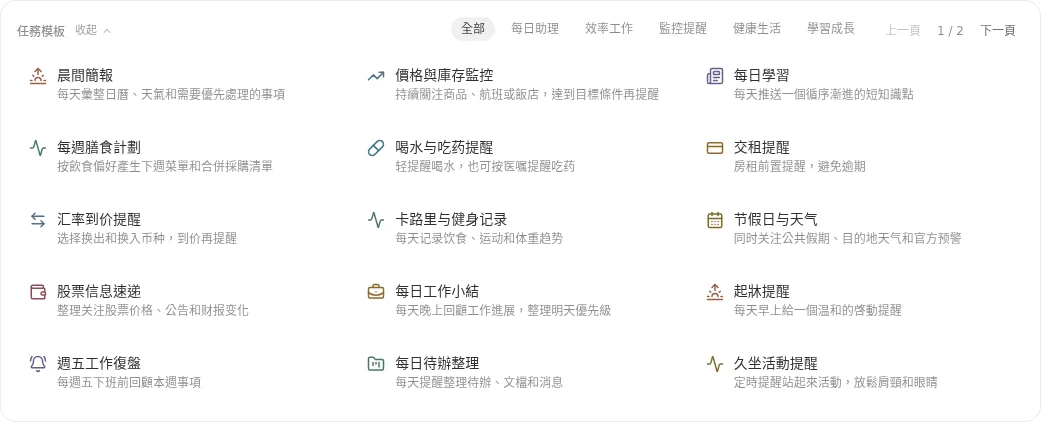 任務模板 收起
全部 每日助理 效率工作 監控提醒 健康生活 學習成長 上一頁 1 / 2 下一頁
晨間簡報
每天彙整日曆、天氣和需要優先處理的事項
價格與庫存監控
持續關注商品、航班或飯店，達到目標條件再提醒
每日學習
每天推送一個循序漸進的短知識點
每週膳食計劃
按飲食偏好產生下週菜單和合併採購清單
喝水与吃药提醒
轻提醒喝水，也可按医嘱提醒吃药
交租提醒
房租前置提醒，避免逾期
汇率到价提醒
选择换出和换入币种，到价再提醒
卡路里与健身记录
每天记录饮食、运动和体重趋势
节假日与天气
同时关注公共假期、目的地天气和官方预警
股票信息速递
整理关注股票价格、公告和财报变化
每日工作小結
每天晚上回顧工作進展，整理明天優先級
起牀提醒
每天早上給一個温和的啓動提醒
週五工作復盤
每週五下班前回顧本週事項
每日待辦整理
每天提醒整理待辦、文檔和消息
久坐活動提醒
定時提醒站起來活動，放鬆肩頸和眼睛